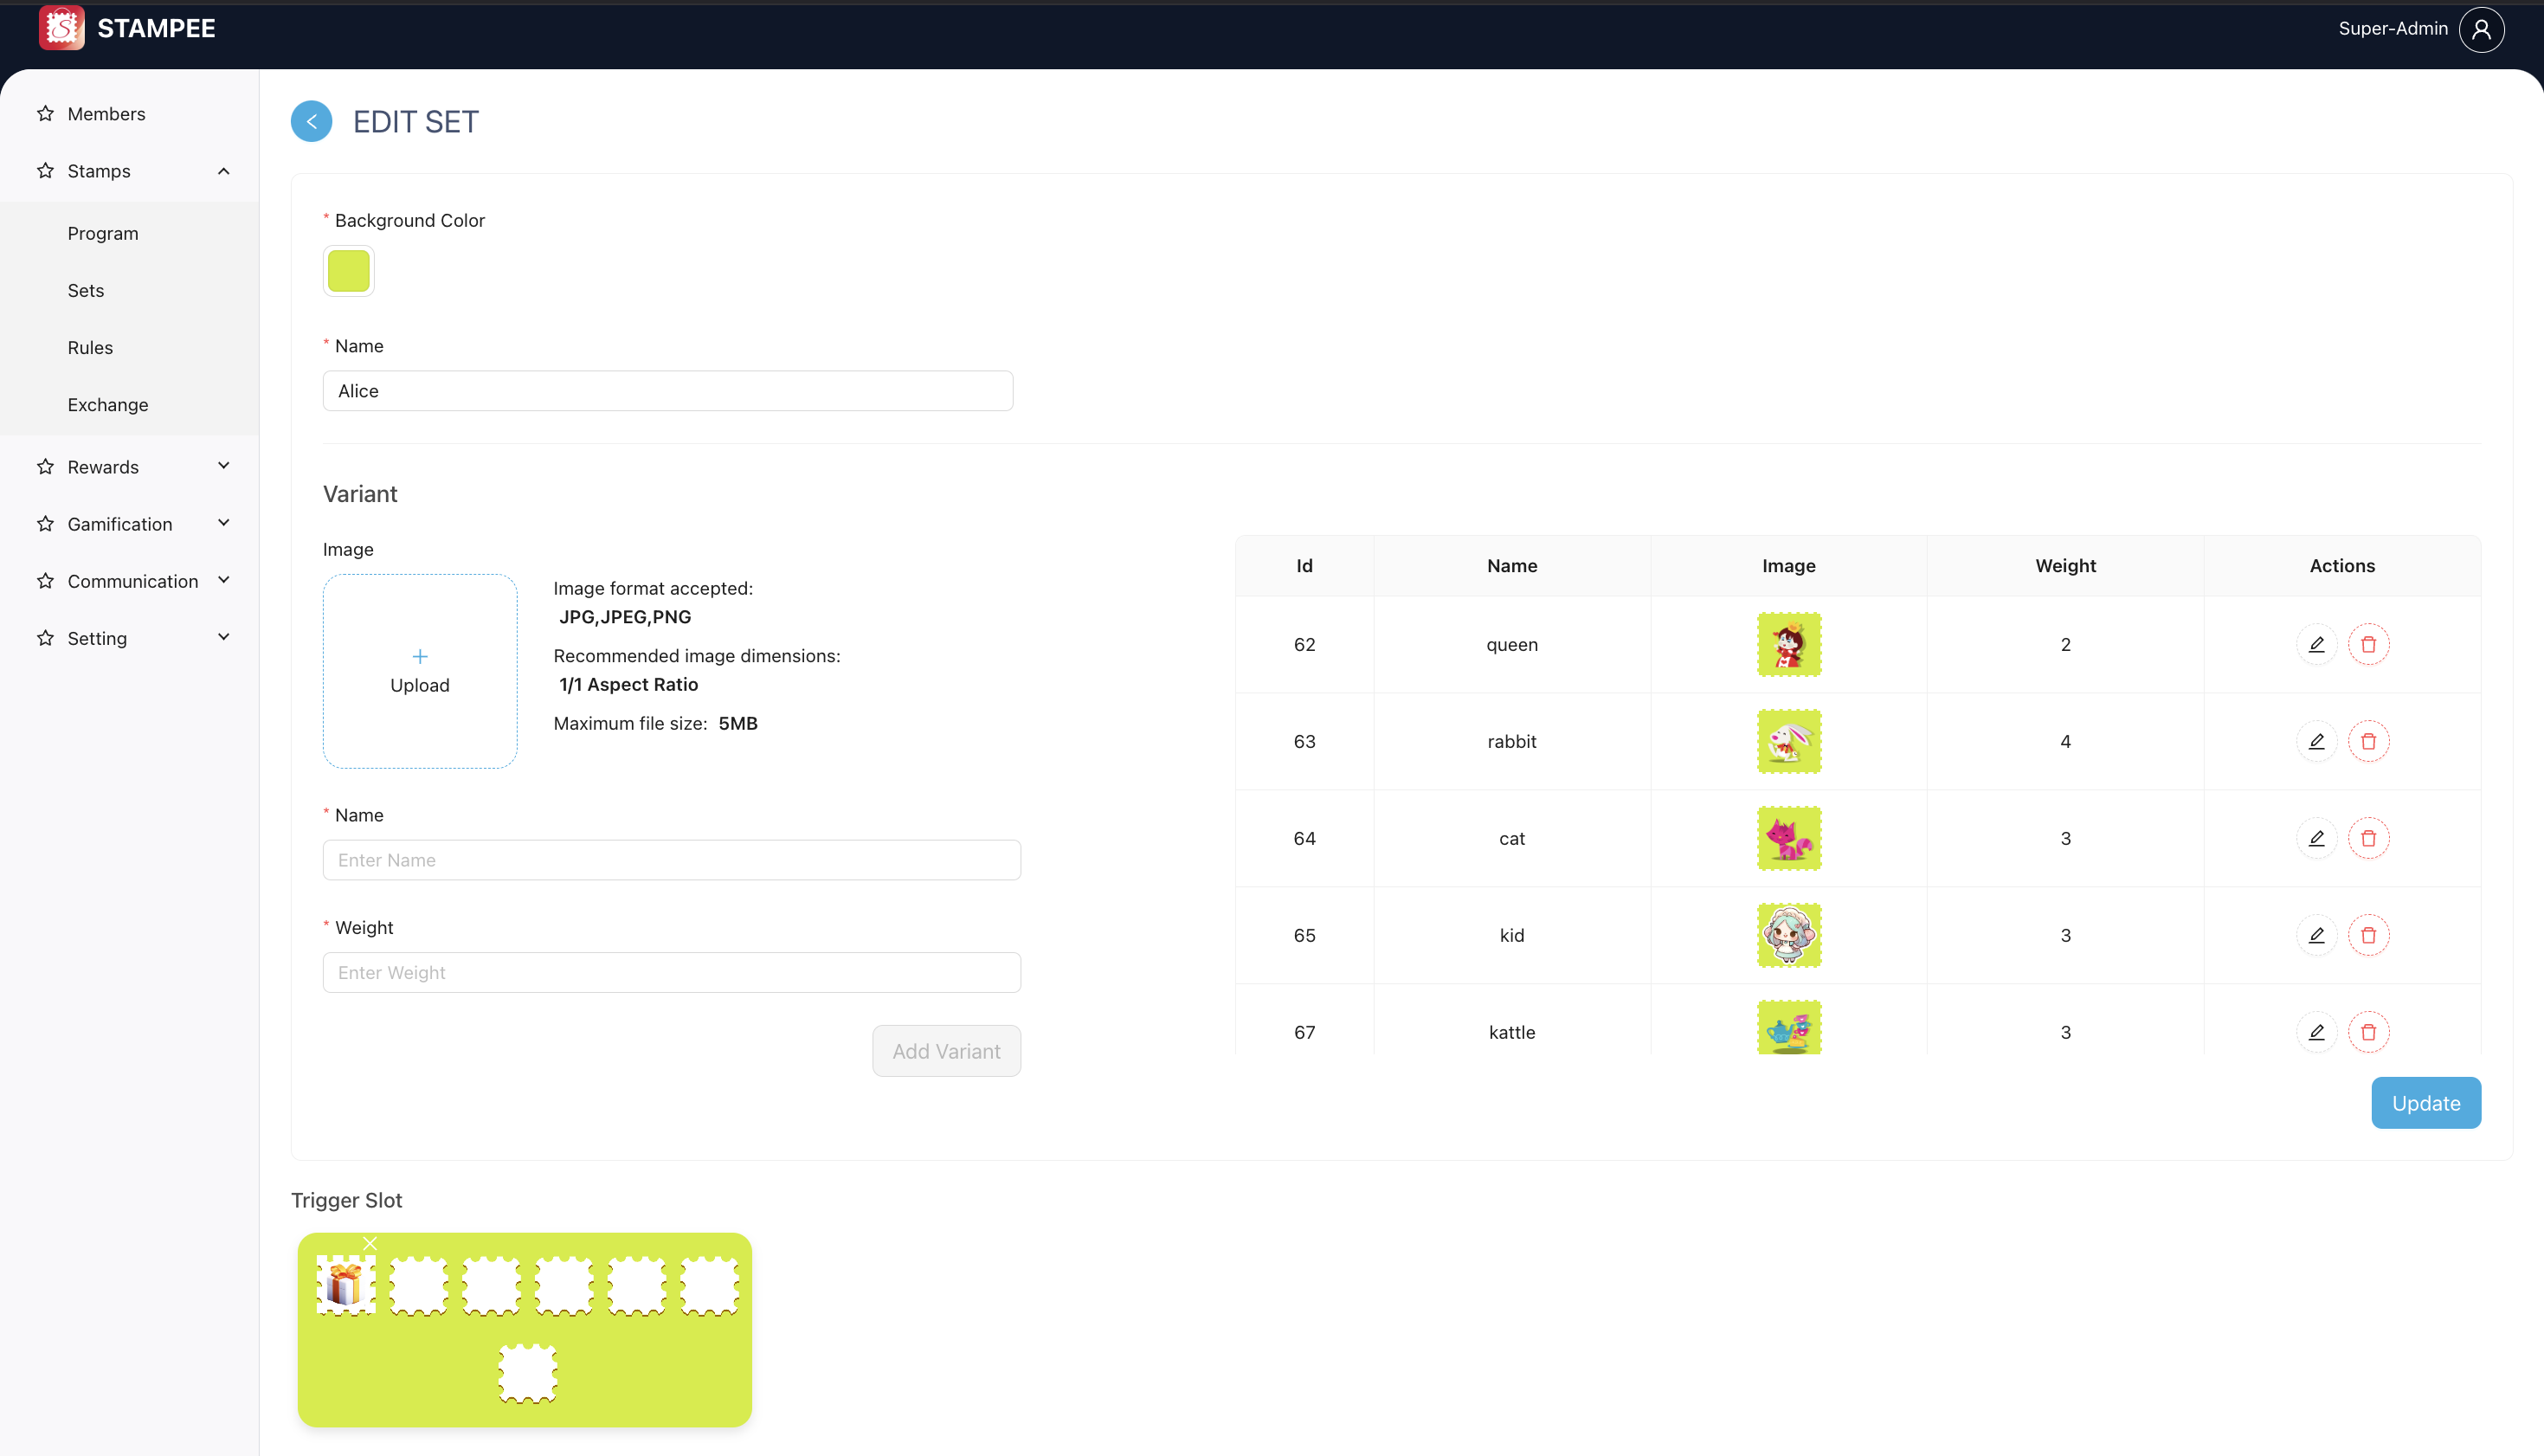 STAMPEE
Super-Admin
Members
Stamps
Program
Sets
Rules
Exchange
Rewards
Gamification
Communication
Setting
EDIT SET
* Background Color
* Name
Alice
Variant
Image
Upload
Image format accepted:
JPG,JPEG,PNG
Recommended image dimensions:
1/1 Aspect Ratio
Maximum file size: 5MB
* Name
Enter Name
* Weight
Enter Weight
Add Variant
Id Name Image Weight Actions
62 queen 2
63 rabbit 4
64 cat 3
65 kid 3
67 kattle 3
Update
Trigger Slot